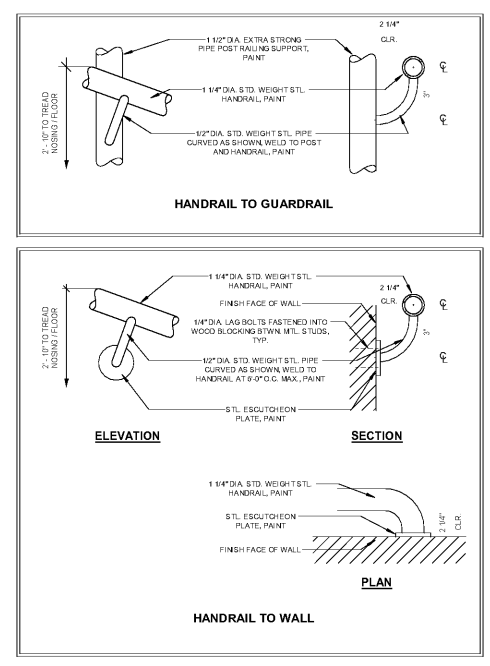 2 1/4"
CLR.
1 1/2" DIA. EXTRA STRONG
PIPE POST RAILING SUPPORT,
PAINT
1 1/4" DIA. STD. WEIGHT STL.
HANDRAIL, PAINT
3"
2' - 10" TO TREAD
NOSING / FLOOR
1/2" DIA. STD. WEIGHT STL. PIPE
CURVED AS SHOWN, WELD TO POST
AND HANDRAIL, PAINT
HANDRAIL TO GUARDRAIL
1 1/4" DIA. STD. WEIGHT STL.
HANDRAIL, PAINT
2 1/4"
CLR.
FINISH FACE OF WALL
1/4" DIA. LAG BOLTS FASTENED INTO
WOOD BLOCKING BTWN. MTL. STUDS,
TYP.
3"
2' - 10" TO TREAD
NOSING / FLOOR
1/2" DIA. STD. WEIGHT STL. PIPE
CURVED AS SHOWN, WELD TO
HANDRAIL AT 6'-0" O.C. MAX., PAINT
STL. ESCUTCHEON
PLATE, PAINT
ELEVATION
SECTION
1 1/4" DIA. STD. WEIGHT STL.
HANDRAIL, PAINT
STL. ESCUTCHEON
PLATE, PAINT
2 1/4"
CLR.
FINISH FACE OF WALL
PLAN
HANDRAIL TO WALL